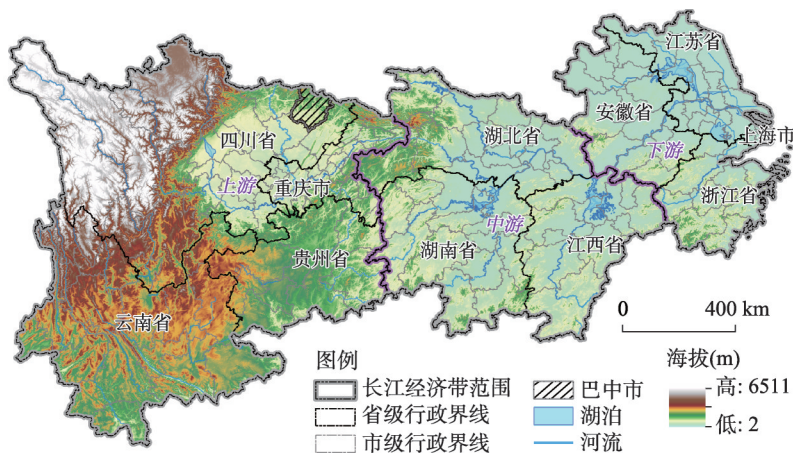 江苏省
安徽省
上海市
下游
四川省
湖北省
上游
重庆市
浙江省
中游
湖南省
江西省
贵州省
云南省
0 400 km
图例
长江经济带范围
省级行政界线
市级行政界线
巴中市
湖泊
河流
海拔(m)
高: 6511
低: 2